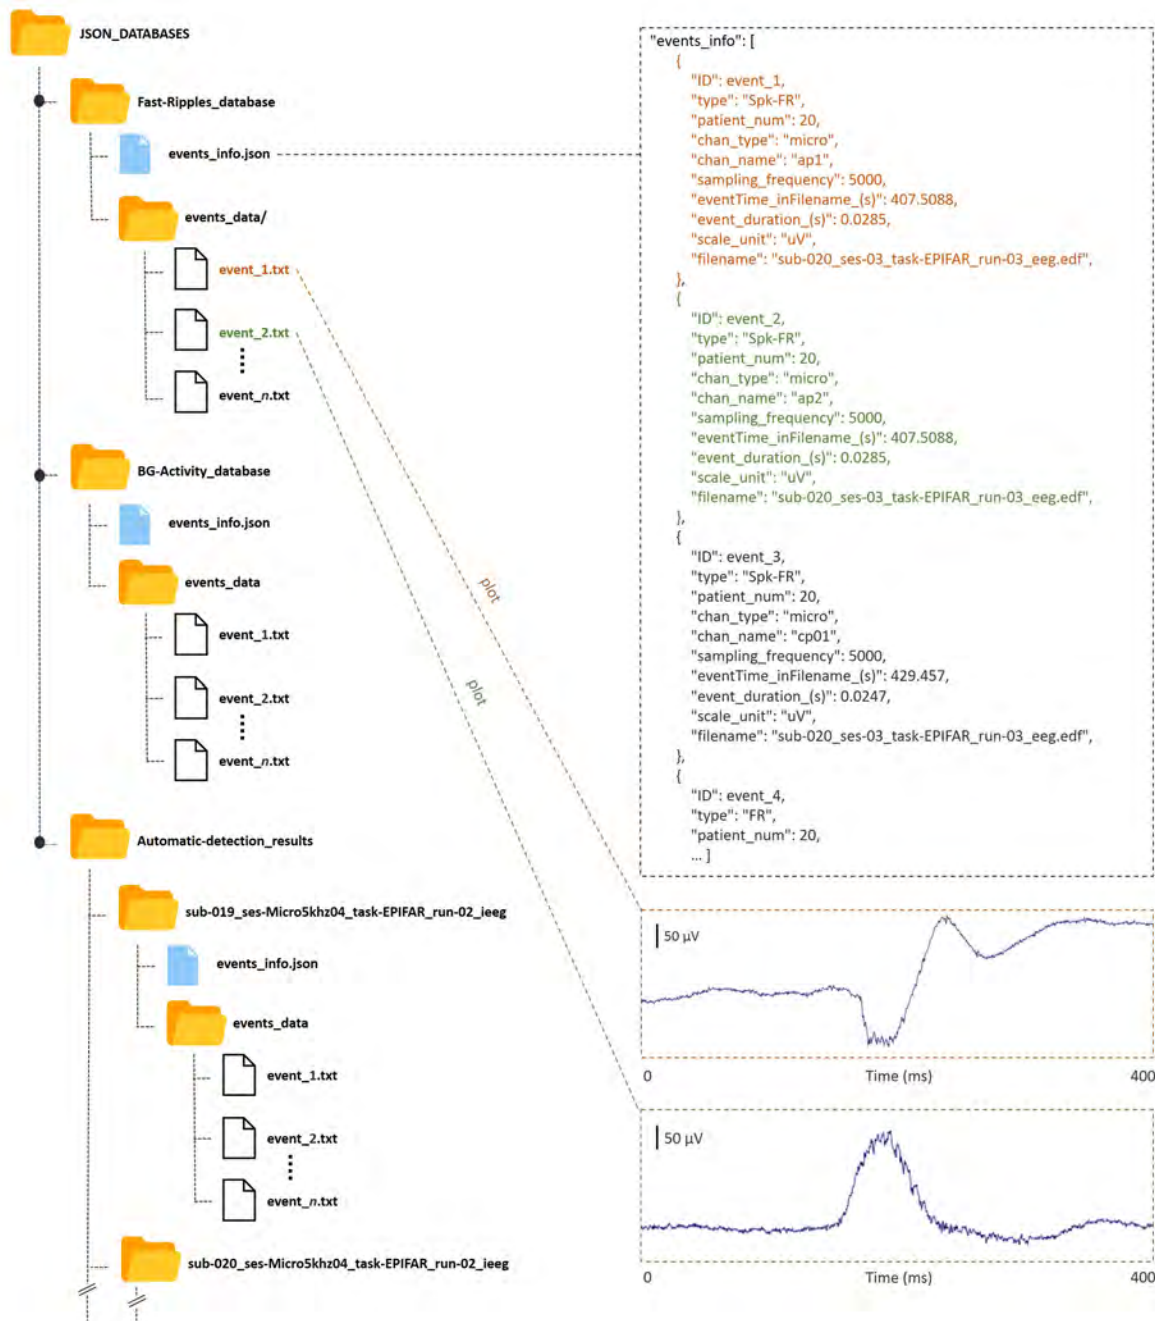 JSON_DATABASES
Fast-Ripples_database
events_info.json
events_data/
event_1.txt
event_2.txt
event_n.txt
BG-Activity_database
events_info.json
events_data
event_1.txt
event_2.txt
event_n.txt
Automatic-detection_results
sub-019_ses-Micro5khz04_task-EPIFAR_run-02_ieeg
events_info.json
events_data
event_1.txt
event_2.txt
event_n.txt
sub-020_ses-Micro5khz04_task-EPIFAR_run-02_ieeg
plot
plot
"events_info": [
{
"ID": event_1,
"type": "Spk-FR",
"patient_num": 20,
"chan_type": "micro",
"chan_name": "ap1",
"sampling_frequency": 5000,
"eventTime_inFilename_(s)": 407.5088,
"event_duration_(s)": 0.0285,
"scale_unit": "uV",
"filename": "sub-020_ses-03_task-EPIFAR_run-03_eeg.edf",
},
{
"ID": event_2,
"type": "Spk-FR",
"patient_num": 20,
"chan_type": "micro",
"chan_name": "ap2",
"sampling_frequency": 5000,
"eventTime_inFilename_(s)": 407.5088,
"event_duration_(s)": 0.0285,
"scale_unit": "uV",
"filename": "sub-020_ses-03_task-EPIFAR_run-03_eeg.edf",
},
{
"ID": event_3,
"type": "Spk-FR",
"patient_num": 20,
"chan_type": "micro",
"chan_name": "cp01",
"sampling_frequency": 5000,
"eventTime_inFilename_(s)": 429.457,
"event_duration_(s)": 0.0247,
"scale_unit": "uV",
"filename": "sub-020_ses-03_task-EPIFAR_run-03_eeg.edf",
},
{
"ID": event_4,
"type": "FR",
"patient_num": 20,
... ]
50 µV
0 Time (ms) 400
50 µV
0 Time (ms) 400